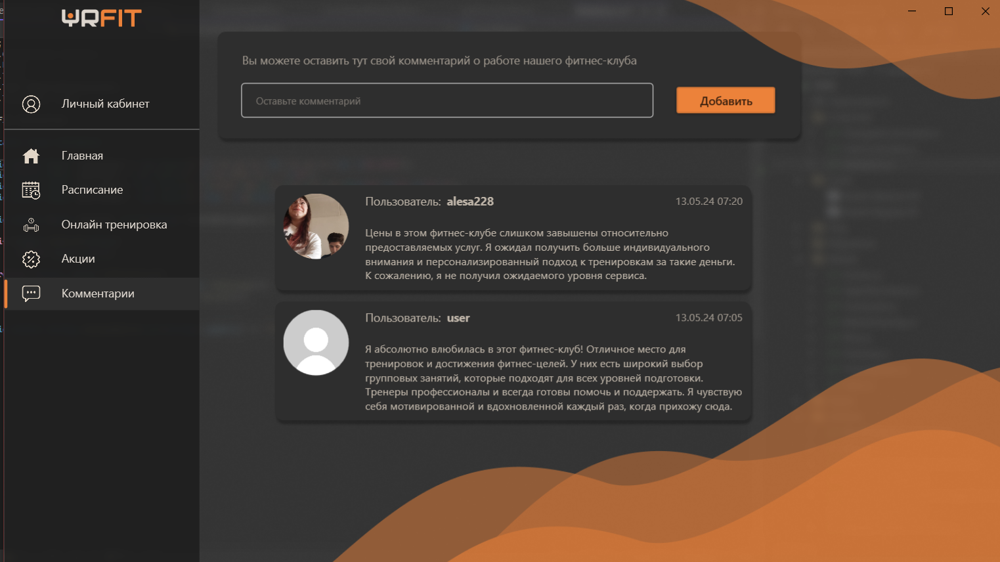 YRFIT
Личный кабинет
Главная
Расписание
Онлайн тренировка
Акции
Комментарии
Вы можете оставить тут свой комментарий о работе нашего фитнес-клуба
Оставьте комментарий
Добавить
Пользователь: alesa228
13.05.24 07:20
Цены в этом фитнес-клубе слишком завышены относительно
предоставляемых услуг. Я ожидал получить больше индивидуального
внимания и персонализированный подход к тренировкам за такие деньги.
К сожалению, я не получил ожидаемого уровня сервиса.
Пользователь: user
13.05.24 07:05
Я абсолютно влюбилась в этот фитнес-клуб! Отличное место для
тренировок и достижения фитнес-целей. У них есть широкий выбор
групповых занятий, которые подходят для всех уровней подготовки.
Тренеры профессионалы и всегда готовы помочь и поддержать. Я чувствую
себя мотивированной и вдохновленной каждый раз, когда прихожу сюда.